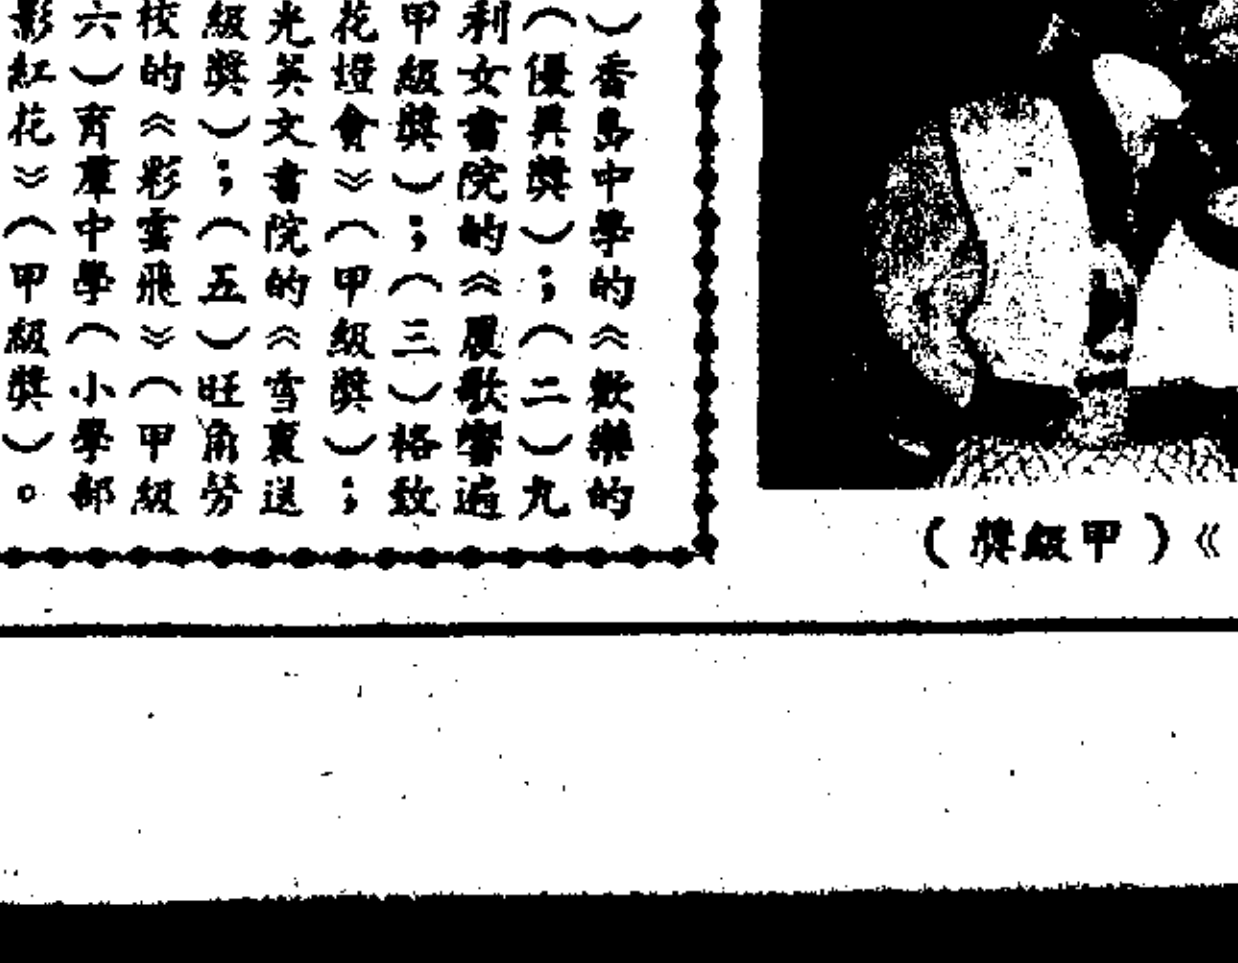 ）香島中學的《歡樂的
（優異獎）；（二）九
利女書院的《晨歌響遍
甲級獎）；（三）格致
花燈會》（甲級獎）；
光英文書院的《雪裏送
級獎）；（五）旺角勞
校的《彩雲飛》（甲級
六）育羣中學（小學部
影紅花》（甲級獎）。
（獎級甲）《